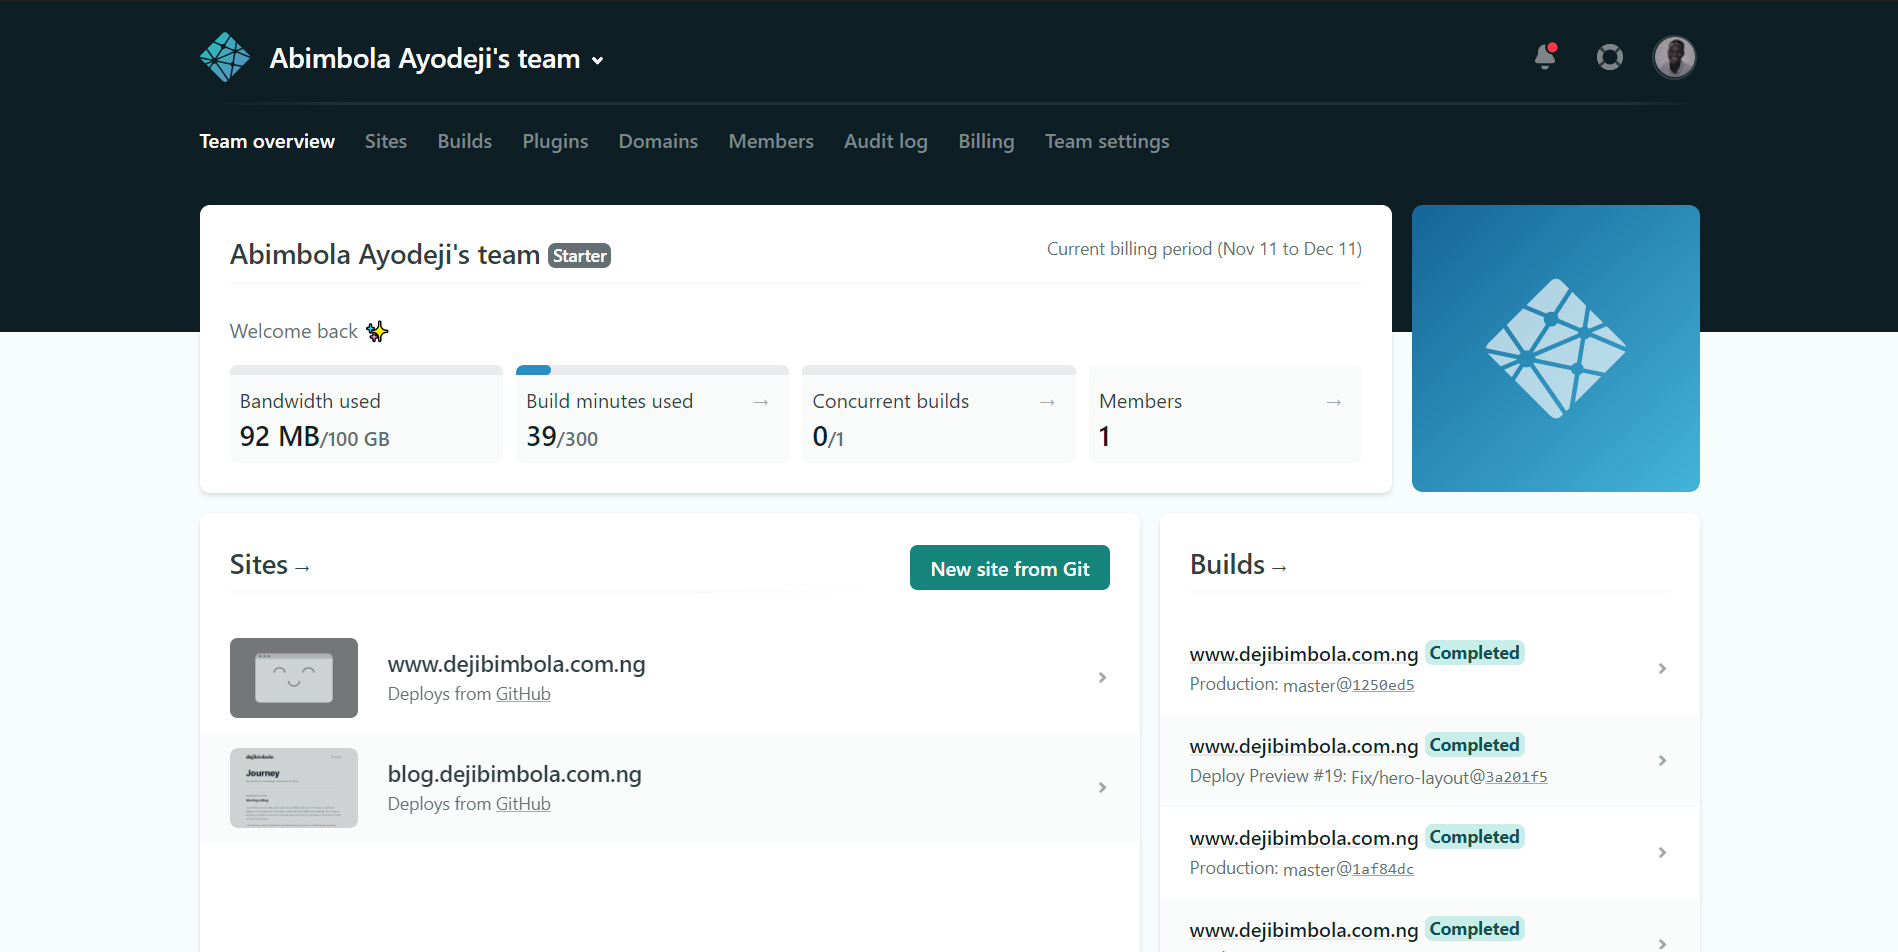 Abimbola Ayodeji's team
Team overview Sites Builds Plugins Domains Members Audit log Billing Team settings
Abimbola Ayodeji's team Starter
Current billing period (Nov 11 to Dec 11)
Welcome back
Bandwidth used
92 MB/100 GB
Build minutes used →
39/300
Concurrent builds →
0/1
Members →
1
Sites →
New site from Git
www.dejibimbola.com.ng
Deploys from GitHub
dejibimbola
Journey
blog.dejibimbola.com.ng
Deploys from GitHub
Builds →
www.dejibimbola.com.ng Completed
Production: master@1250ed5
www.dejibimbola.com.ng Completed
Deploy Preview #19: Fix/hero-layout@3a201f5
www.dejibimbola.com.ng Completed
Production: master@1af84dc
www.dejibimbola.com.ng Completed